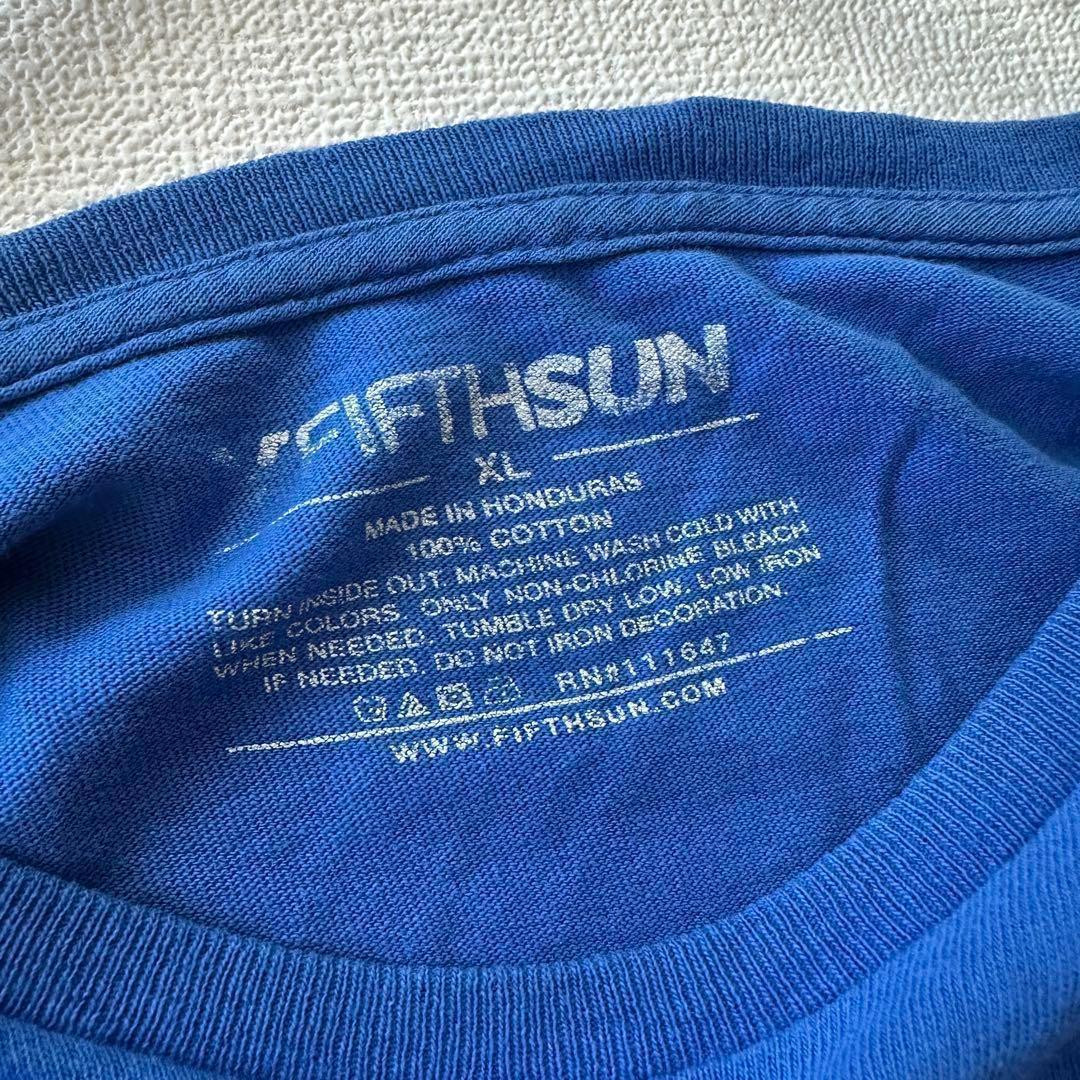 FIFTHSUN
XL
MADE IN HONDURAS
100% COTTON
TURN INSIDE OUT. MACHINE WASH COLD WITH
LIKE COLORS. ONLY NON-CHLORINE BLEACH
WHEN NEEDED. TUMBLE DRY LOW. LOW IRON
IF NEEDED. DO NOT IRON DECORATION.
RN#111647
WWW.FIFTHSUN.COM